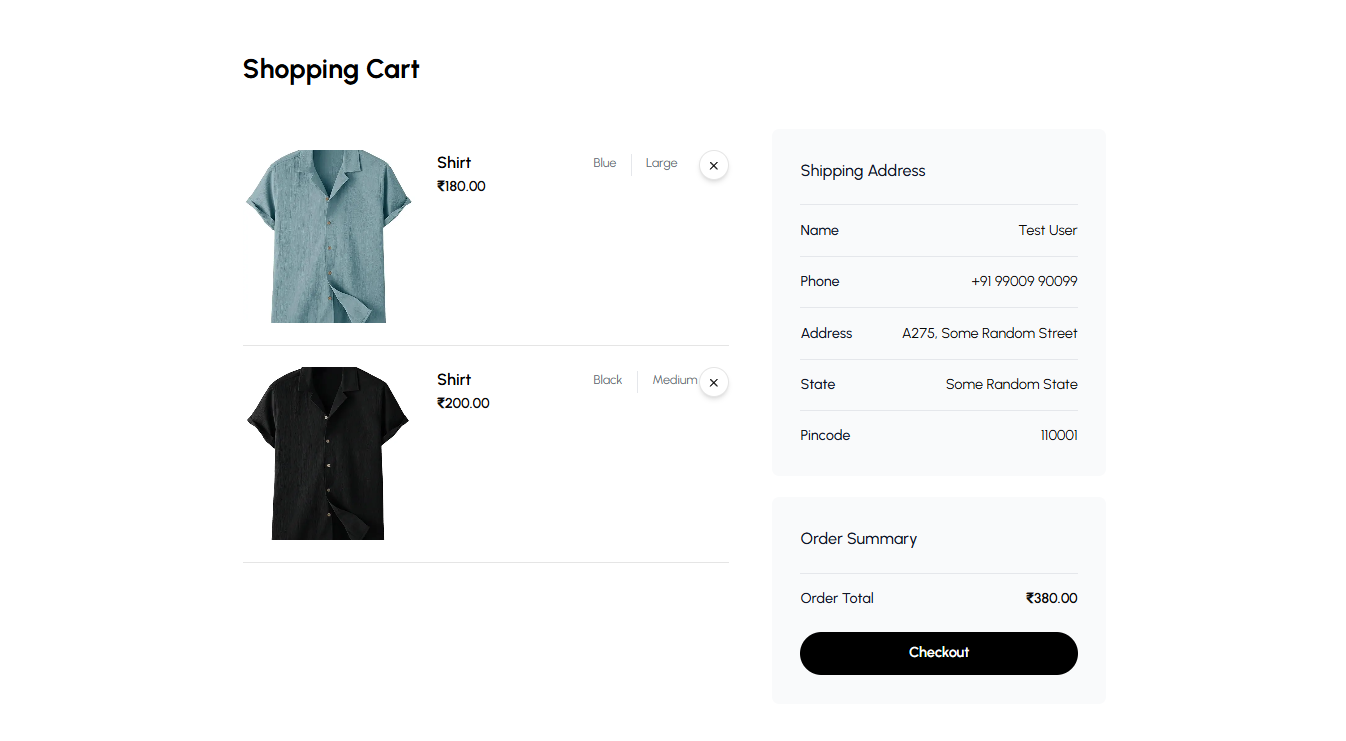 Shopping Cart
Shirt
Blue
Large
₹180.00
Shirt
Black
Medium
₹200.00
Shipping Address
Name Test User
Phone +91 99009 90099
Address A275, Some Random Street
State Some Random State
Pincode 110001
Order Summary
Order Total ₹380.00
Checkout